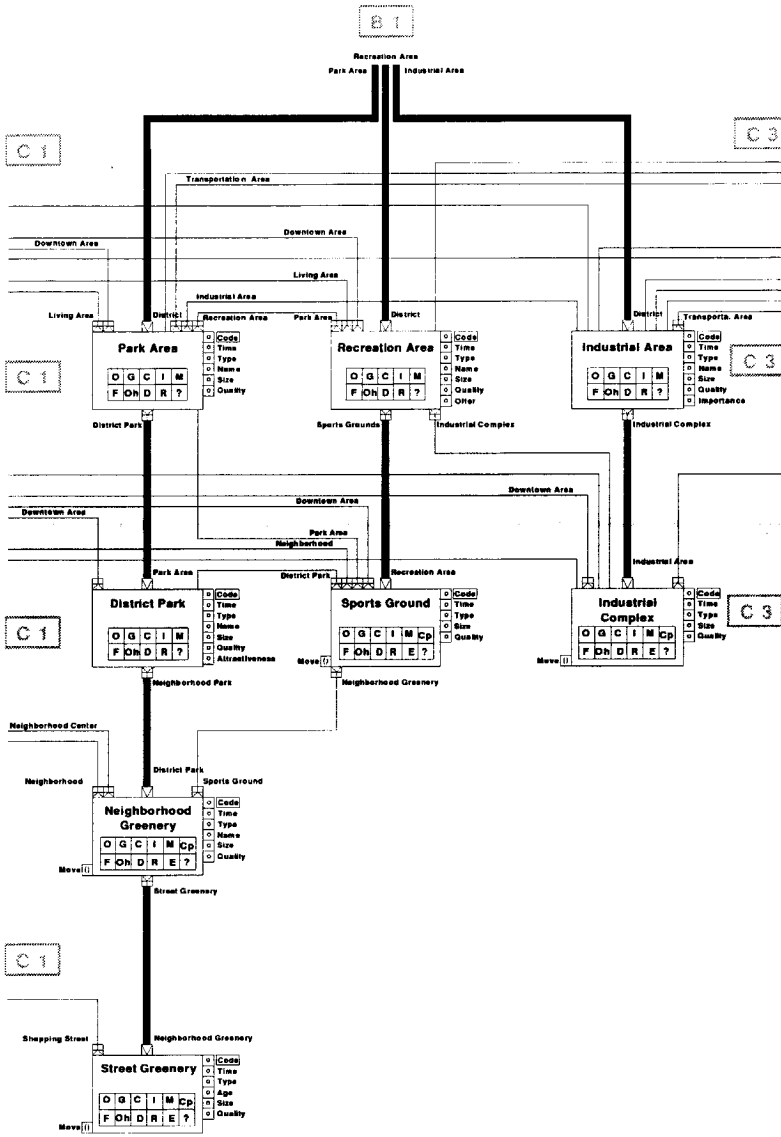 B 1
Recreation Area
Park Area
Industrial Area
C 1
C 3
Transportation Area
Downtown Area
Downtown Area
Living Area
Industrial Area
Living Area
District
Recreation Area
Park Area
District
District
Transporta. Area
Park Area
O G C I M
F Oh D R ?
Code
Time
Type
Name
Size
Quality
Recreation Area
O G C I M
F Oh D R ?
Code
Time
Type
Name
Size
Quality
Offer
Industrial Area
O G C I M
F Oh D R ?
Code
Time
Type
Name
Size
Quality
Importance
C 1
C 3
District Park
Sports Grounds
Industrial Complex
Industrial Complex
Downtown Area
Downtown Area
Downtown Area
Park Area
Neighborhood
Park Area
District Park
Recreation Area
Industrial Area
District Park
O G C I M
F Oh D R ?
Code
Time
Type
Name
Size
Quality
Attractiveness
Sports Ground
O G C I M Cp
F Oh D R E ?
Move ()
Code
Time
Type
Size
Quality
Industrial
Complex
O G C I M Cp
F Oh D R E ?
Move ()
Code
Time
Type
Size
Quality
C 1
C 3
Neighborhood Park
Neighborhood Greenery
Neighborhood Center
District Park
Neighborhood
Sports Ground
Neighborhood
Greenery
O G C I M Cp
F Oh D R E ?
Move ()
Code
Time
Type
Name
Size
Quality
Street Greenery
C 1
Shopping Street
Neighborhood Greenery
Street Greenery
O G C I M Cp
F Oh D R E ?
Move ()
Code
Time
Type
Age
Size
Quality